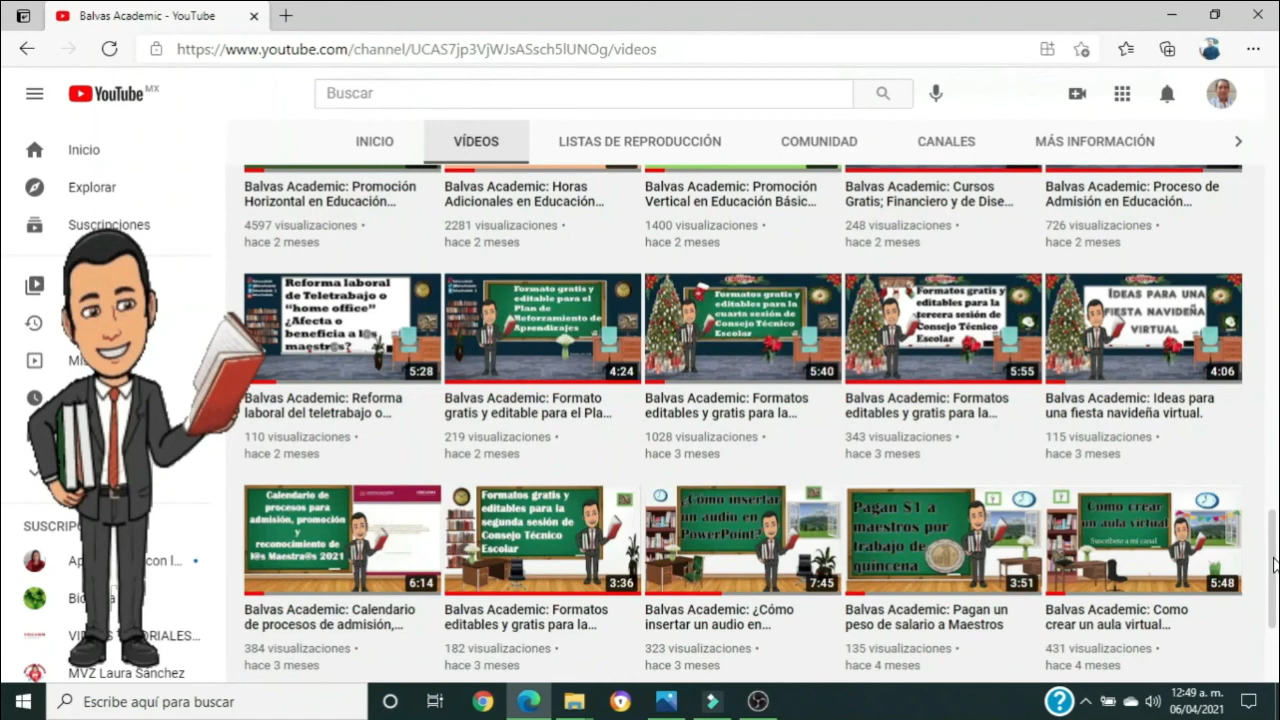 Balvas Academic - YouTube
https://www.youtube.com/channel/UCAS7jp3VjWJsASsch5lUNOg/videos
YouTube MX
Buscar
INICIO
VÍDEOS
LISTAS DE REPRODUCCIÓN
COMUNIDAD
CANALES
MÁS INFORMACIÓN
Inicio
Explorar
Suscripciones
SUSCRIP
con l...
VI
ORIALES...
MVZ Laura Sánchez
Balvas Academic: Promoción
Horizontal en Educación...
4597 visualizaciones •
hace 2 meses
Balvas Academic: Horas
Adicionales en Educación...
2281 visualizaciones •
hace 2 meses
Balvas Academic: Promoción
Vertical en Educación Básic...
1400 visualizaciones •
hace 2 meses
Balvas Academic: Cursos
Gratis; Financiero y de Dise...
248 visualizaciones •
hace 2 meses
Balvas Academic: Proceso de
Admisión en Educación...
726 visualizaciones •
hace 2 meses
Reforma laboral
de Teletrabajo o
"home office"
¿Afecta o
beneficia a l@s
maestr@s?
5:28
Balvas Academic: Reforma
laboral del teletrabajo o...
110 visualizaciones •
hace 2 meses
Formato gratis y
editable para el
Plan de
Reforzamiento de
Aprendizajes
4:24
Balvas Academic: Formato
gratis y editable para el Pla...
219 visualizaciones •
hace 2 meses
Formatos gratis y
editables para la
cuarta sesión de
Consejo Técnico
Escolar
5:40
Balvas Academic: Formatos
editables y gratis para la...
1028 visualizaciones •
hace 3 meses
Formatos gratis y
editables para la
tercera sesión de
Consejo Técnico
Escolar
5:55
Balvas Academic: Formatos
editables y gratis para la...
343 visualizaciones •
hace 3 meses
IDEAS PARA UNA
FIESTA NAVIDEÑA
VIRTUAL
4:06
Balvas Academic: Ideas para
una fiesta navideña virtual.
115 visualizaciones •
hace 3 meses
Calendario de
procesos para
admisión, promoción
y
reconocimiento de
l@s Maestr@s 2021
6:14
Balvas Academic: Calendario
de procesos de admisión,...
384 visualizaciones •
hace 3 meses
Formatos gratis y
editables para la
segunda sesión de
Consejo Técnico
Escolar
3:36
Balvas Academic: Formatos
editables y gratis para la...
182 visualizaciones •
hace 3 meses
¿Como insertar
un audio en
PowerPoint?
7:45
Balvas Academic: ¿Cómo
insertar un audio en...
323 visualizaciones •
hace 3 meses
Pagan $1 a
maestros por
trabajo de
quincena
3:51
Balvas Academic: Pagan un
peso de salario a Maestros
135 visualizaciones •
hace 4 meses
Como crear
un aula virtual
Suscríbete a mi canal
5:48
Balvas Academic: Como
crear un aula virtual...
431 visualizaciones •
hace 4 meses
Escribe aquí para buscar
12:49 a. m.
06/04/2021